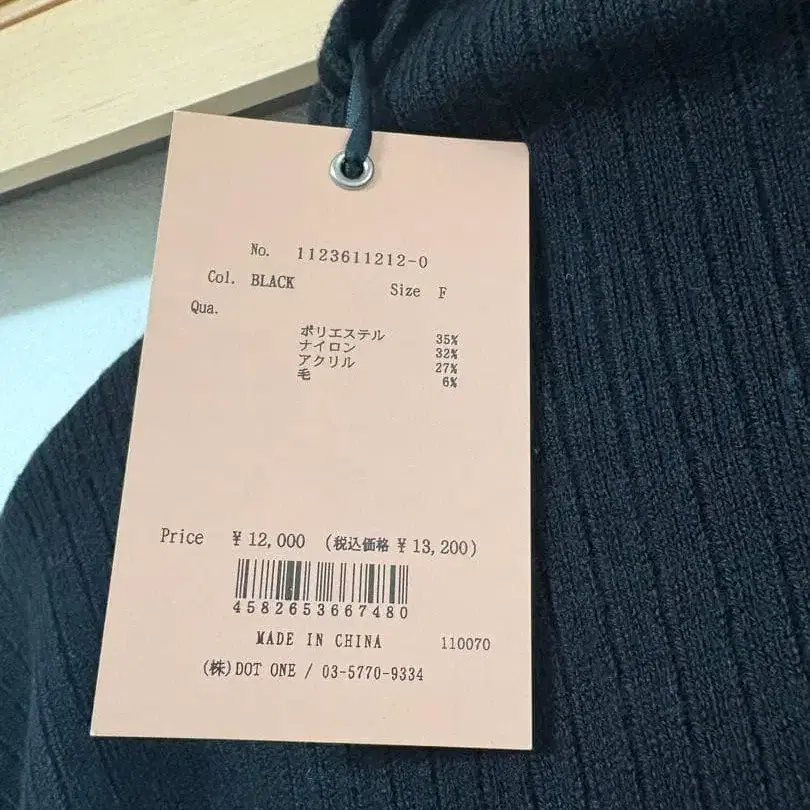 No. 1123611212-0
Col. BLACK Size F
Qua.
ポリエステル 35%
ナイロン 32%
アクリル 27%
毛 6%
Price ¥12,000 (税込価格 ¥13,200)
4582653667480
MADE IN CHINA 110070
(株)DOT ONE / 03-5770-9334